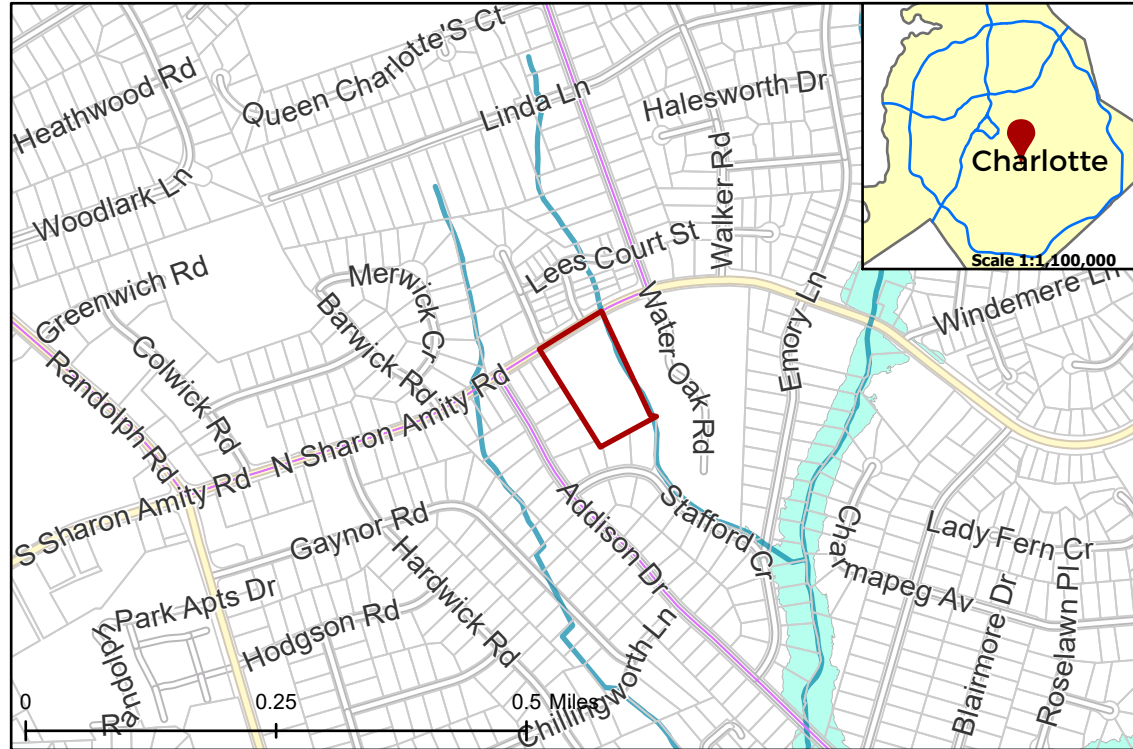 Heathwood Rd
Queen Charlotte'S Ct
Linda Ln
Halesworth Dr
Walker Rd
Woodlark Ln
Charlotte
Scale 1:1,100,000
Greenwich Rd
Merwick Cr
Barwick Rd
Lees Court St
Water Oak Rd
Emory Ln
Windemere Ln
Colwick Rd
Randolph Rd
N Sharon Amity Rd
S Sharon Amity Rd
Gaynor Rd
Hardwick Rd
Addison Dr
Stafford Cr
Charmapeg Av
Lady Fern Cr
Park Apts Dr
Hodgson Rd
Chillingworth Ln
Blairmore Dr
Roselawn Pl
Randolph
0
0.25
0.5 Miles